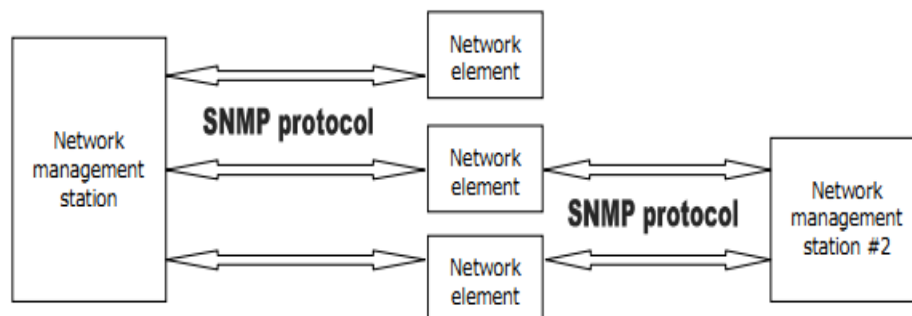 Network
element
SNMP protocol
Network
management
station
Network
element
SNMP protocol
Network
management
station #2
Network
element